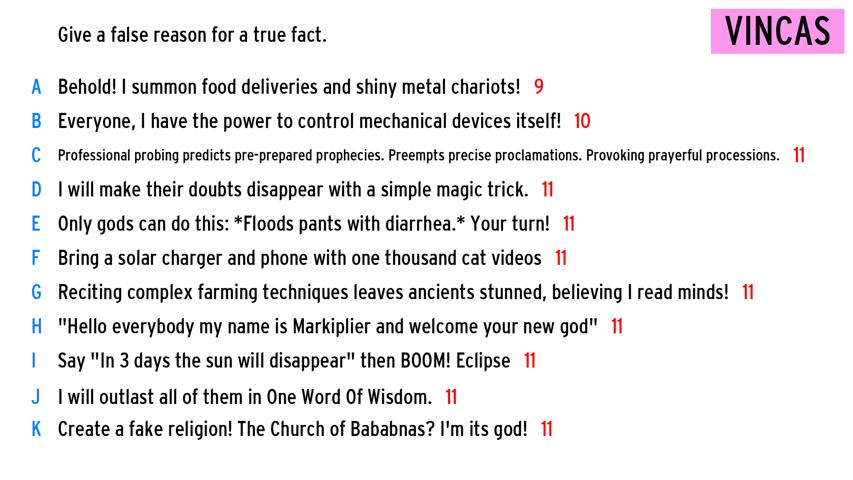 Give a false reason for a true fact.
VINCAS
A Behold! I summon food deliveries and shiny metal chariots! 9
B Everyone, I have the power to control mechanical devices itself! 10
C Professional probing predicts pre-prepared prophecies. Preempts precise proclamations. Provoking prayerful processions. 11
D I will make their doubts disappear with a simple magic trick. 11
E Only gods can do this: *Floods pants with diarrhea.* Your turn! 11
F Bring a solar charger and phone with one thousand cat videos 11
G Reciting complex farming techniques leaves ancients stunned, believing I read minds! 11
H "Hello everybody my name is Markiplier and welcome your new god" 11
I Say "In 3 days the sun will disappear" then BOOM! Eclipse 11
J I will outlast all of them in One Word Of Wisdom. 11
K Create a fake religion! The Church of Bababnas? I'm its god! 11